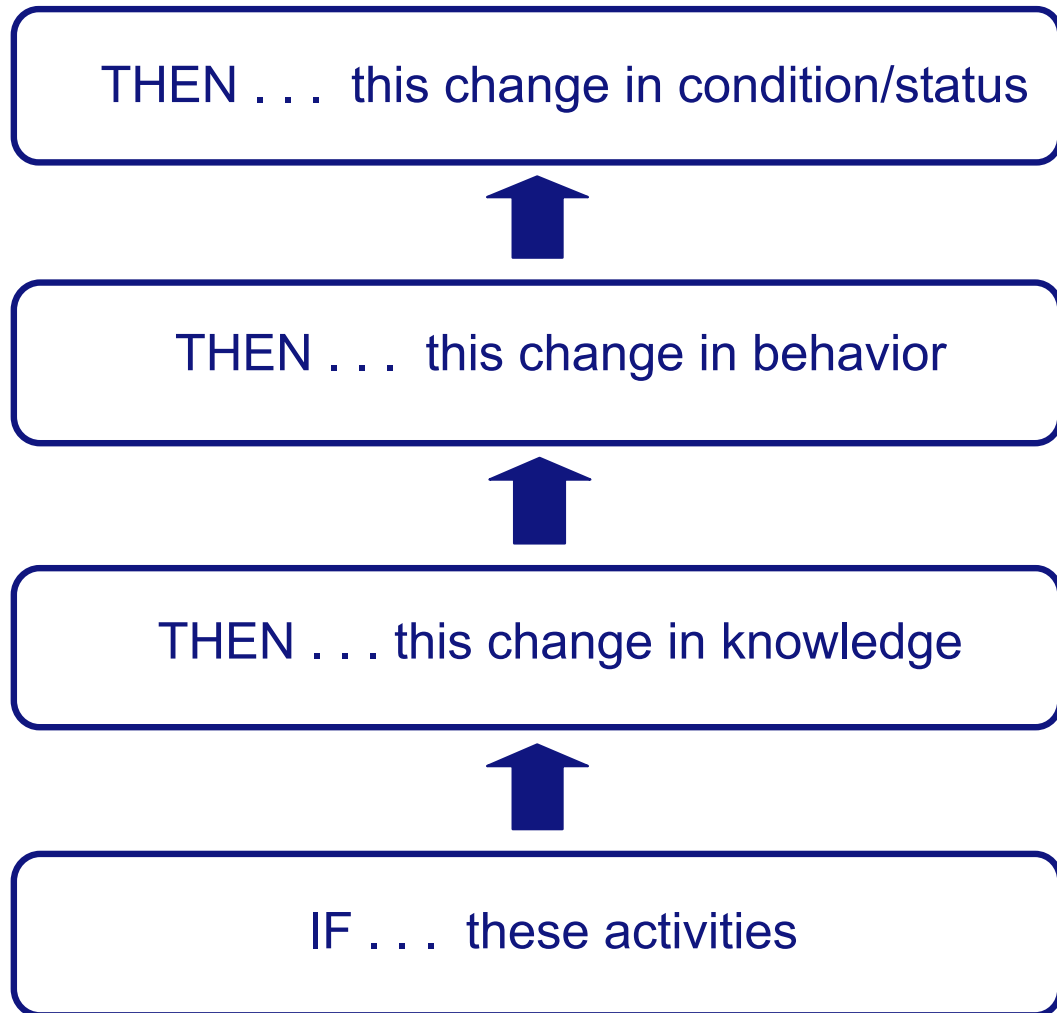 THEN . . . this change in condition/status
THEN . . . this change in behavior
THEN . . . this change in knowledge
IF . . . these activities